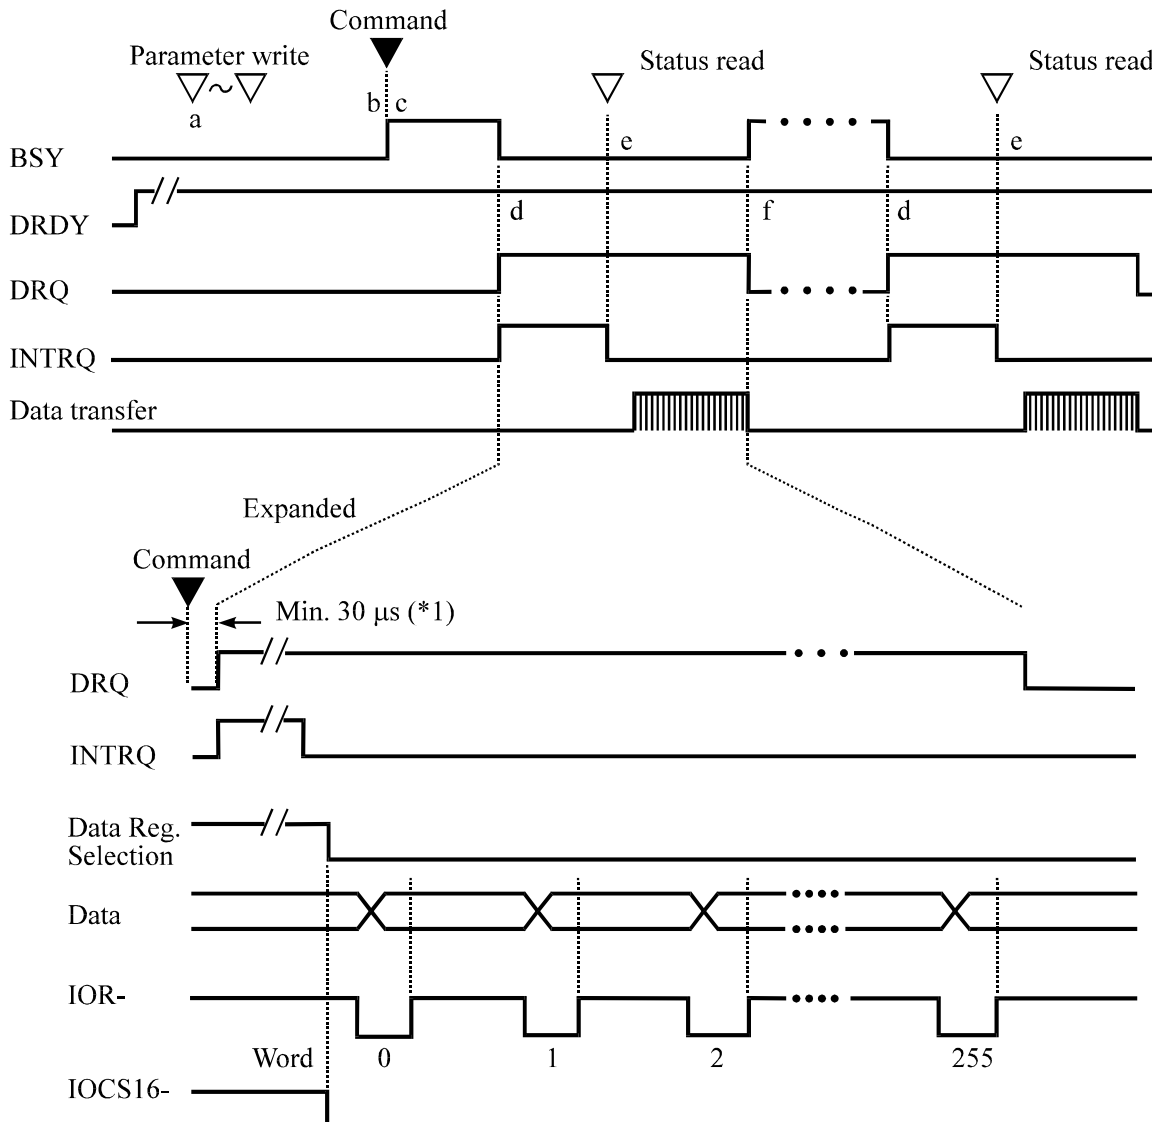 Command
Parameter write
Status read
Status read
a
b c
BSY
e
e
DRDY
d
f
d
DRQ
INTRQ
Data transfer
Expanded
Command
Min. 30 µs (*1)
DRQ
INTRQ
Data Reg.
Selection
Data
IOR-
Word 0 1 2 255
IOCS16-